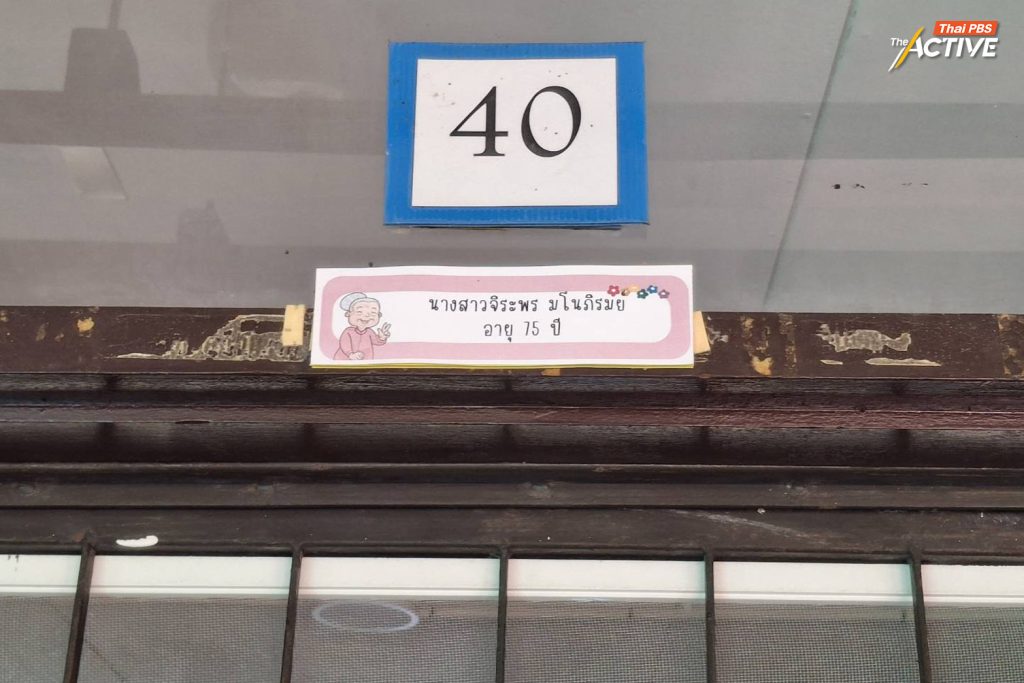 Thai PBS
The ACTIVE
40
นางสาวจิระพร มโนภิรมย์
อายุ 75 ปี